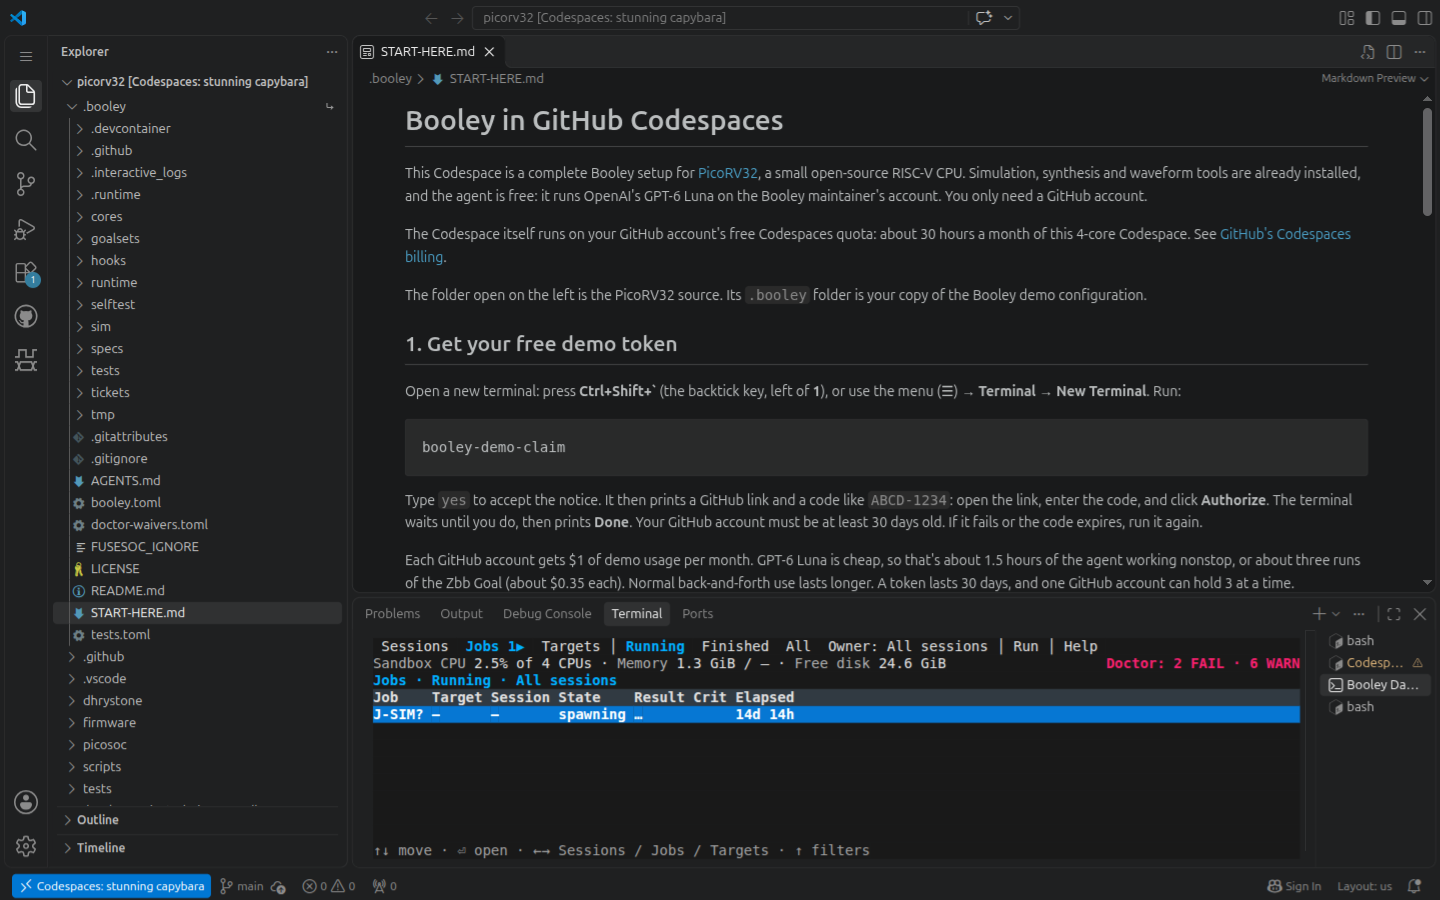 picorv32 [Codespaces: stunning capybara]
Explorer
picorv32 [Codespaces: stunning capybara]
.booley
.devcontainer
.github
.interactive_logs
.runtime
cores
goalsets
hooks
runtime
selftest
sim
specs
tests
tickets
tmp
.gitattributes
.gitignore
AGENTS.md
booley.toml
doctor-waivers.toml
FUSESOC_IGNORE
LICENSE
README.md
START-HERE.md
tests.toml
.github
.vscode
dhrystone
firmware
picosoc
scripts
tests
Outline
Timeline
1
START-HERE.md
.booley > START-HERE.md
Markdown Preview
Booley in GitHub Codespaces
This Codespace is a complete Booley setup for PicoRV32, a small open-source RISC-V CPU. Simulation, synthesis and waveform tools are already installed,
and the agent is free: it runs OpenAI's GPT-6 Luna on the Booley maintainer's account. You only need a GitHub account.
The Codespace itself runs on your GitHub account's free Codespaces quota: about 30 hours a month of this 4-core Codespace. See GitHub's Codespaces
billing.
The folder open on the left is the PicoRV32 source. Its .booley folder is your copy of the Booley demo configuration.
1. Get your free demo token
Open a new terminal: press Ctrl+Shift+` (the backtick key, left of 1), or use the menu (☰) → Terminal → New Terminal. Run:
booley-demo-claim
Type yes to accept the notice. It then prints a GitHub link and a code like ABCD-1234: open the link, enter the code, and click Authorize. The terminal
waits until you do, then prints Done. Your GitHub account must be at least 30 days old. If it fails or the code expires, run it again.
Each GitHub account gets $1 of demo usage per month. GPT-6 Luna is cheap, so that's about 1.5 hours of the agent working nonstop, or about three runs
of the Zbb Goal (about $0.35 each). Normal back-and-forth use lasts longer. A token lasts 30 days, and one GitHub account can hold 3 at a time.
Problems Output Debug Console Terminal Ports
Sessions Jobs 1▶ Targets │ Running Finished All Owner: All sessions │ Run │ Help
Sandbox CPU 2.5% of 4 CPUs · Memory 1.3 GiB / — · Free disk 24.6 GiB Doctor: 2 FAIL · 6 WARN
Jobs · Running · All sessions
Job Target Session State Result Crit Elapsed
J-SIM? — — spawning … 14d 14h
↑↓ move · ⏎ open · ←→ Sessions / Jobs / Targets · ↑ filters
bash
Codesp...
Booley Da...
bash
Codespaces: stunning capybara main 0 0 0 Sign In Layout: us